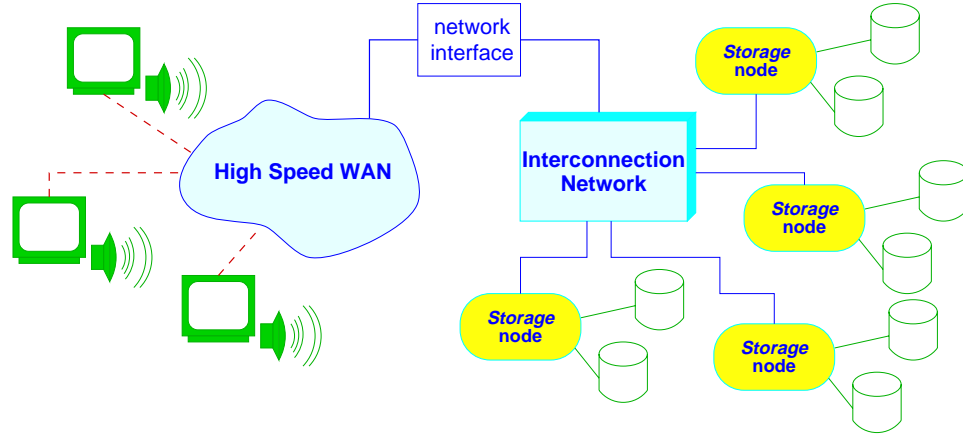 network
interface
Storage
node
High Speed WAN
Interconnection
Network
Storage
node
Storage
node
Storage
node